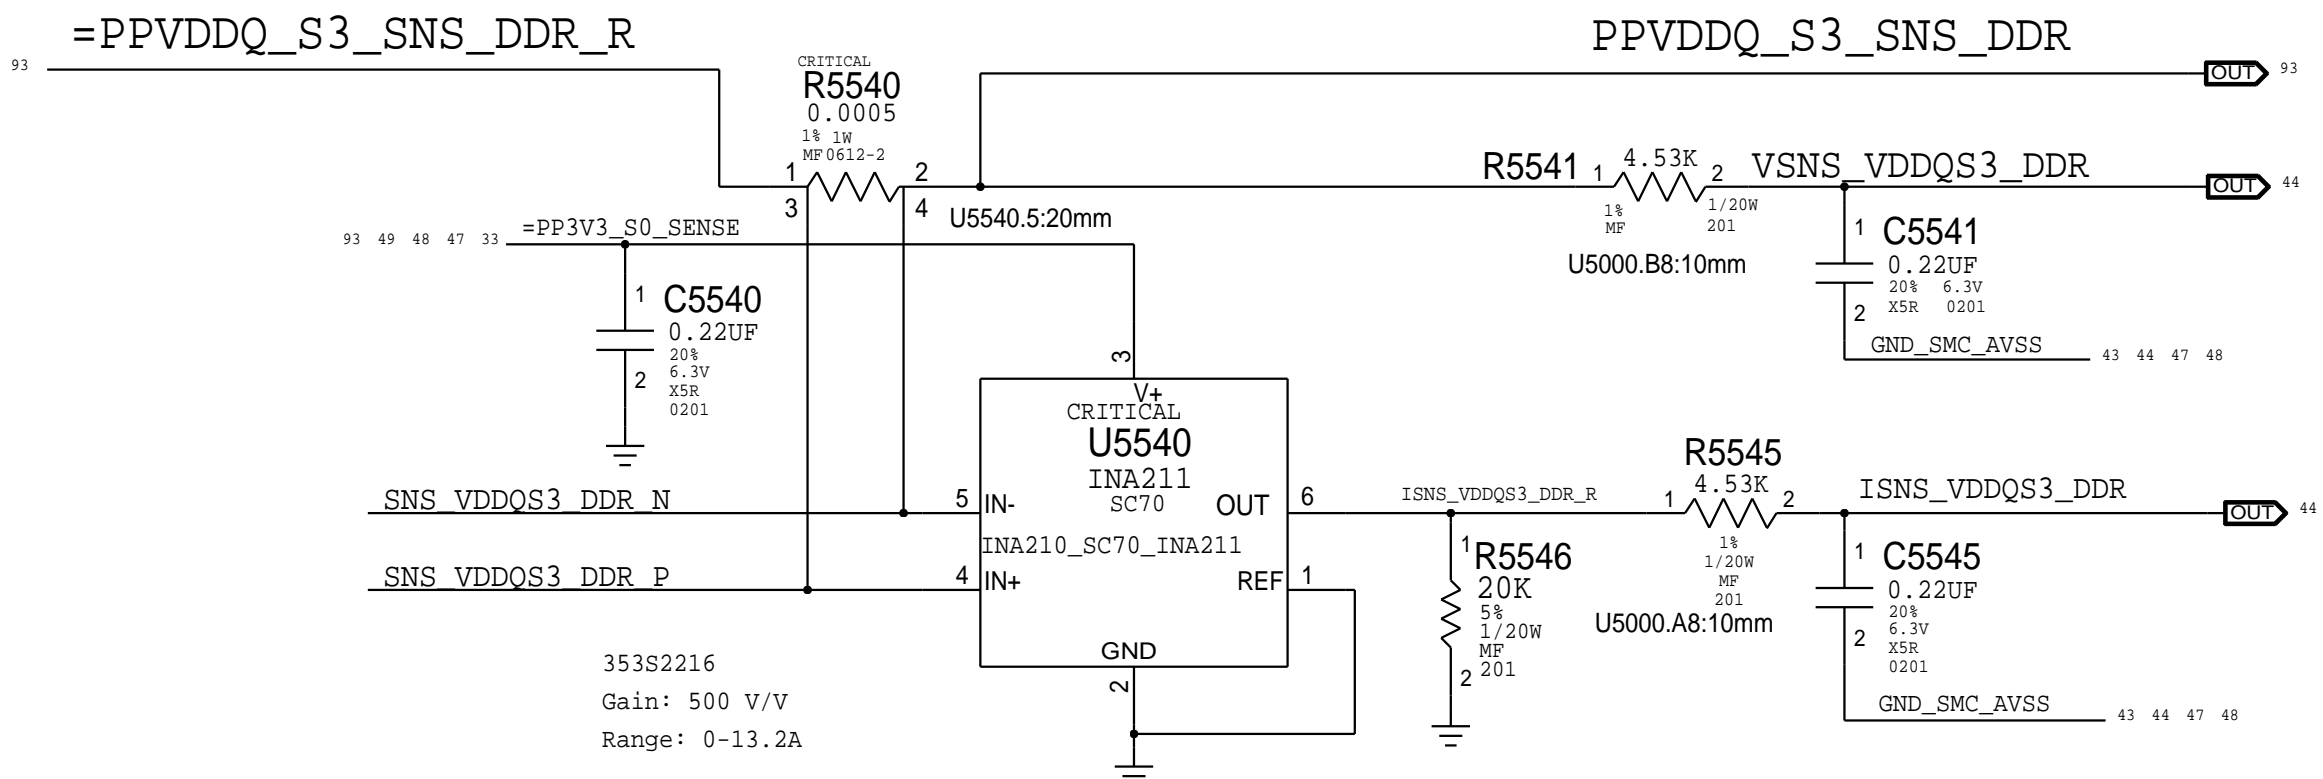 =PPVDDQ_S3_SNS_DDR_R
PPVDDQ_S3_SNS_DDR
93
CRITICAL
R5540
0.0005
1% 1W
MF 0612-2
OUT 93
1 2
3 4
U5540.5:20mm
R5541 1 4.53K 2
1% 1/20W
MF 201
U5000.B8:10mm
VSNS_VDDQS3_DDR
OUT 44
93 49 48 47 33 =PP3V3_S0_SENSE
1 C5541
0.22UF
20% 6.3V
X5R 0201
2
GND_SMC_AVSS 43 44 47 48
1 C5540
0.22UF
20%
6.3V
X5R
0201
2
3
V+
CRITICAL
U5540
INA211
SC70
INA210_SC70_INA211
SNS_VDDQS3_DDR_N 5 IN-
SNS_VDDQS3_DDR_P 4 IN+
OUT 6
REF 1
GND
2
ISNS_VDDQS3_DDR_R
R5545
1 4.53K 2
1%
1/20W
MF
201
U5000.A8:10mm
ISNS_VDDQS3_DDR
OUT 44
1 R5546
20K
5%
1/20W
MF
201
2
1 C5545
0.22UF
20%
6.3V
X5R
0201
2
GND_SMC_AVSS 43 44 47 48
353S2216
Gain: 500 V/V
Range: 0-13.2A